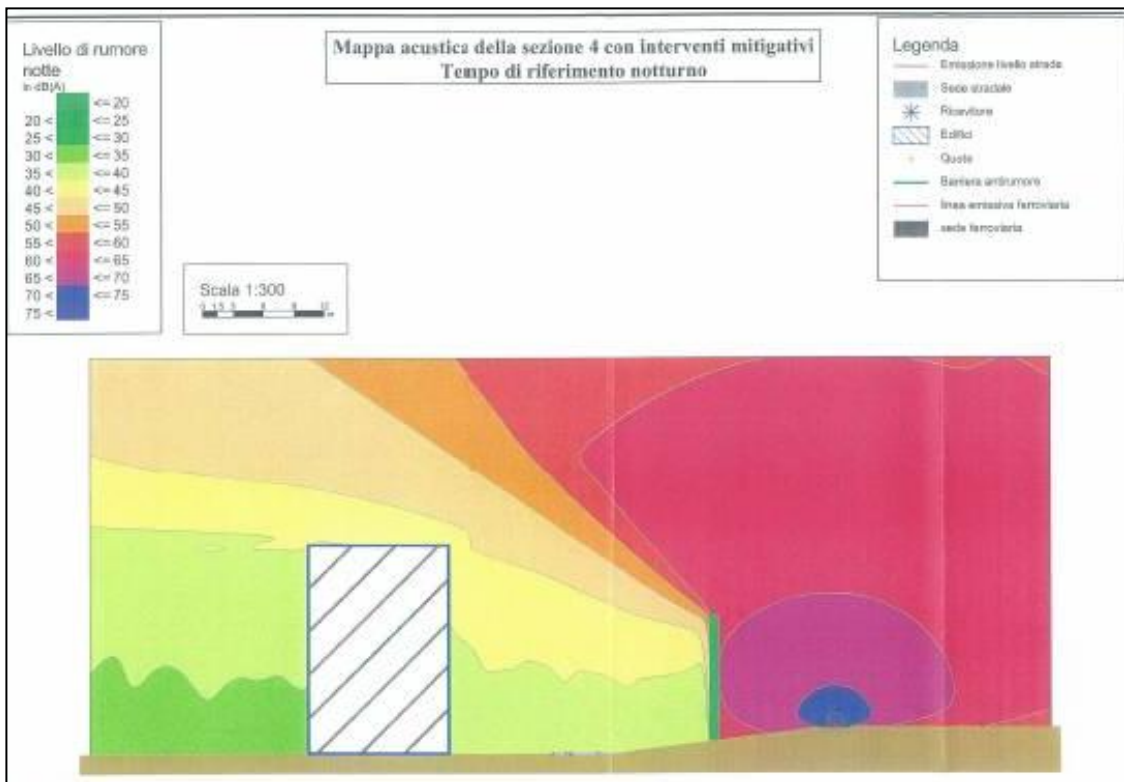 Livello di rumore
notte
in dB(A)
<= 20
20 < <= 25
25 < <= 30
30 < <= 35
35 < <= 40
40 < <= 45
45 < <= 50
50 < <= 55
55 < <= 60
60 < <= 65
65 < <= 70
70 < <= 75
75 <
Mappa acustica della sezione 4 con interventi mitigativi
Tempo di riferimento notturno
Scala 1:300
Legenda
Emissione livello strade
Sede stradale
Ricevitore
Edifici
Quota
Barriera antirumore
linea emissiva ferroviaria
sede ferroviaria